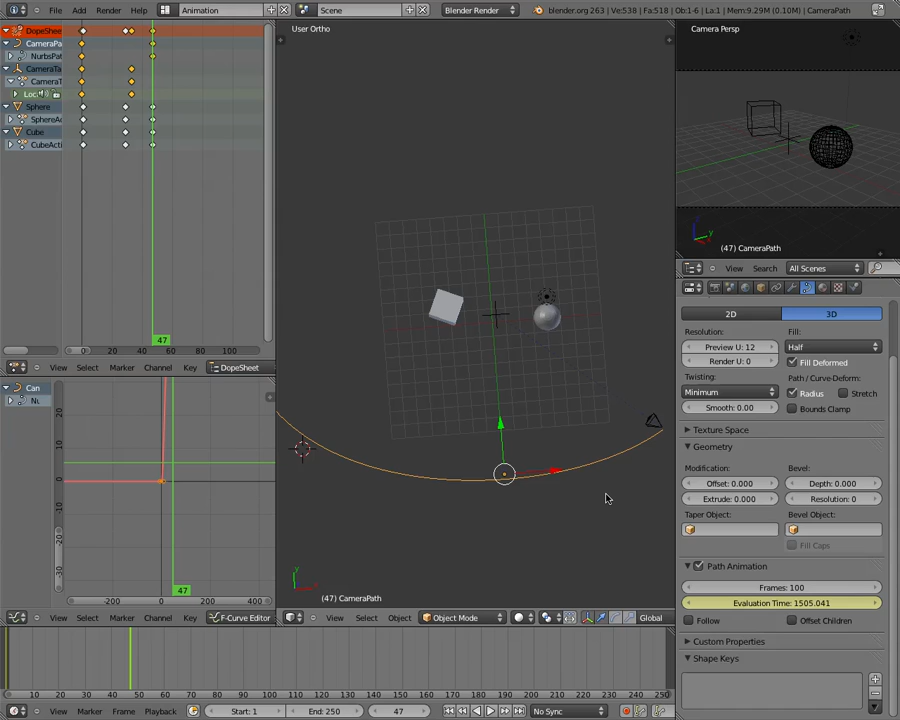 File Add Render Help Animation Scene Blender Render blender.org 263 | Ve:538 | Fa:518 | Ob:1-6 | La:1 | Mem:9.29M (0.10M) | CameraPath
DopeShee
CameraPa
NurbsPat
CameraTa
CameraT
Loc
Sphere
SphereAc
Cube
CubeActi
47
0 20 40 60 80 100
View Select Marker Channel Key DopeSheet
Can
Nu
20
10
0
-10
-20
-30
47
-200 0 200 400
View Select Marker Channel Key F-Curve Editor
User Ortho
(47) CameraPath
View Select Object Object Mode Global
Camera Persp
(47) CameraPath
View Search All Scenes
2D 3D
Resolution: Fill:
Preview U: 12 Half
Render U: 0 Fill Deformed
Twisting: Path / Curve-Deform:
Minimum Radius Stretch
Smooth: 0.00 Bounds Clamp
Texture Space
Geometry
Modification: Bevel:
Offset: 0.000 Depth: 0.000
Extrude: 0.000 Resolution: 0
Taper Object: Bevel Object:
Fill Caps
Path Animation
Frames: 100
Evaluation Time: 1505.041
Follow Offset Children
Custom Properties
Shape Keys
10 20 30 40 50 60 70 80 90 100 110 120 130 140 150 160 170 180 190 200 210 220 230 240 250
View Marker Frame Playback Start: 1 End: 250 47 No Sync